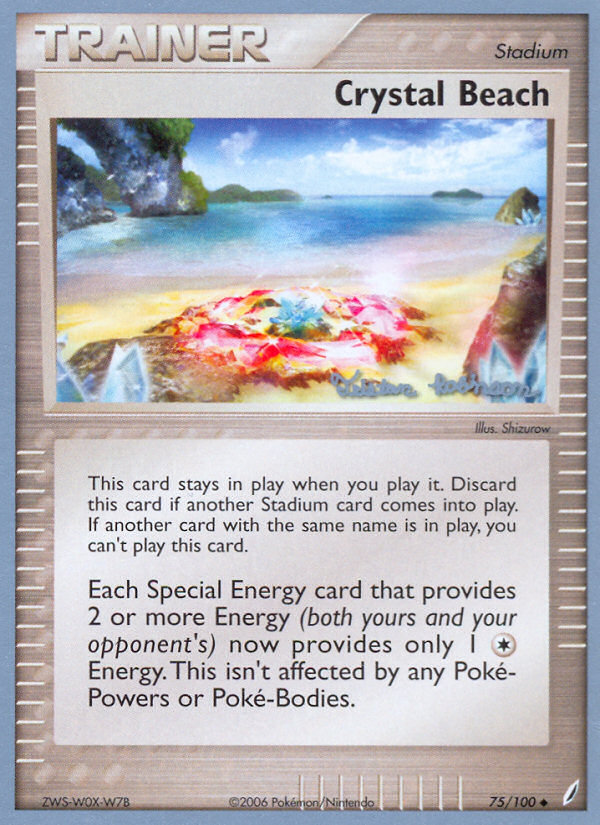 TRAINER
Stadium
Crystal Beach
Illus. Shizurow
This card stays in play when you play it. Discard
this card if another Stadium card comes into play.
If another card with the same name is in play, you
can't play this card.
Each Special Energy card that provides
2 or more Energy (both yours and your
opponent's) now provides only 1
Energy. This isn't affected by any Poké-
Powers or Poké-Bodies.
ZWS-W0X-W7B
©2006 Pokémon/Nintendo
75/100